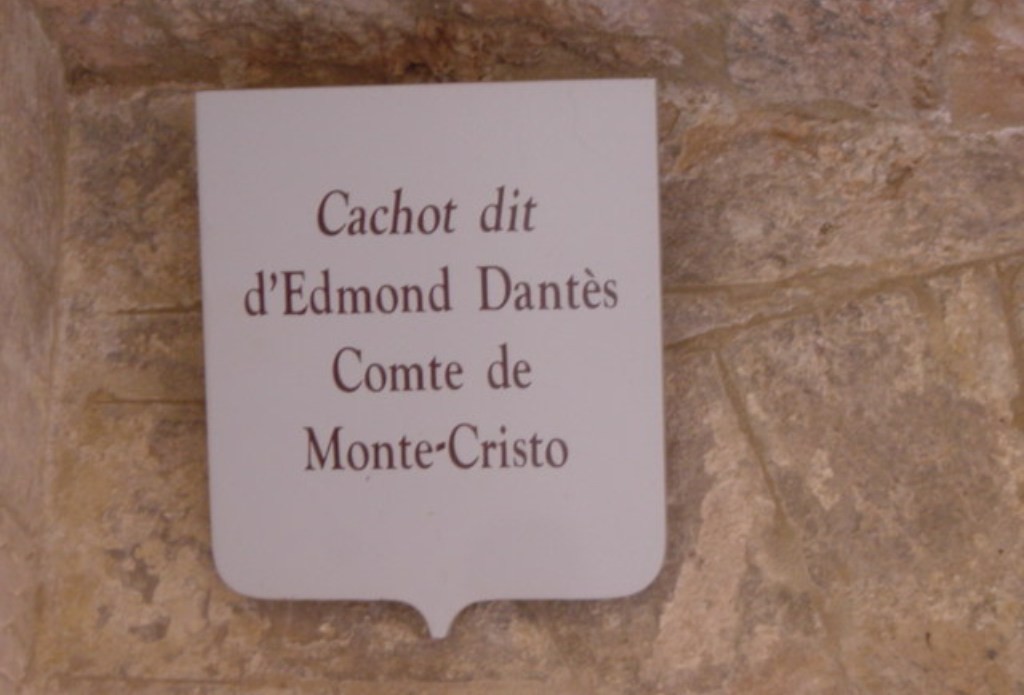 Cachot dit
d'Edmond Dantès
Comte de
Monte-Cristo